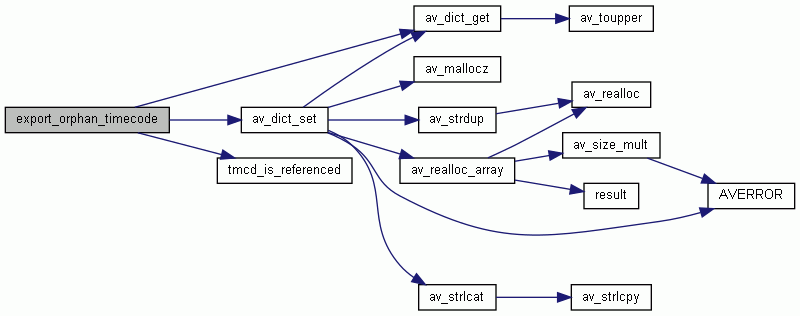 av_dict_get
av_toupper
av_mallocz
av_realloc
export_orphan_timecode
av_dict_set
av_strdup
av_size_mult
tmcd_is_referenced
av_realloc_array
result
AVERROR
av_strlcat
av_strlcpy